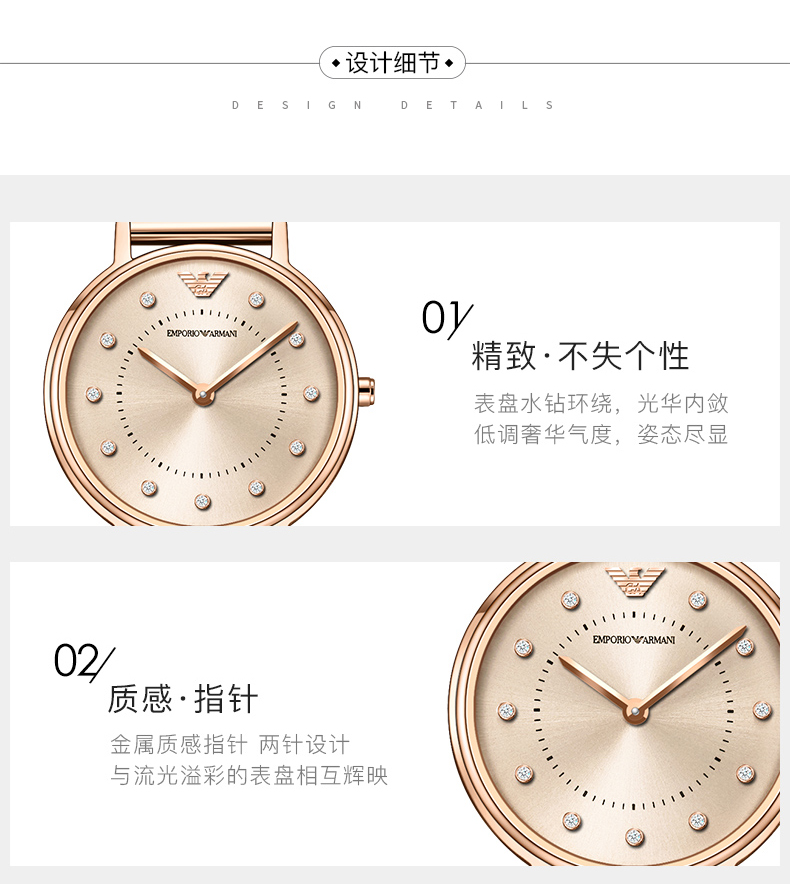 设计细节
DESIGN DETAILS
EMPORIO ARMANI
01
精致·不失个性
表盘水钻环绕，光华内敛
低调奢华气度，姿态尽显
EMPORIO ARMANI
02
质感·指针
金属质感指针 两针设计
与流光溢彩的表盘相互辉映